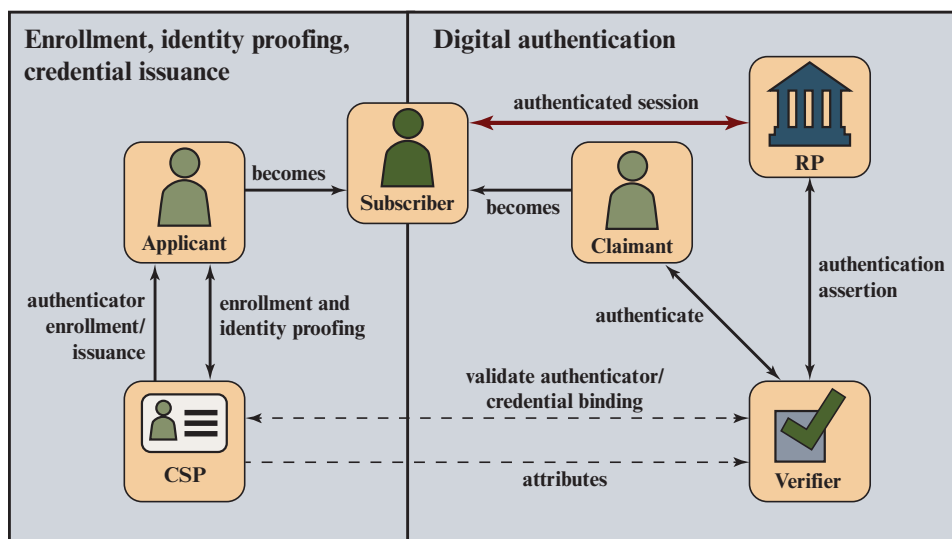 Enrollment, identity proofing,
credential issuance
Digital authentication
authenticated session
RP
becomes
Subscriber
becomes
Applicant
Claimant
authenticator
enrollment/
issuance
enrollment and
identity proofing
authenticate
authentication
assertion
validate authenticator/
credential binding
CSP
attributes
Verifier